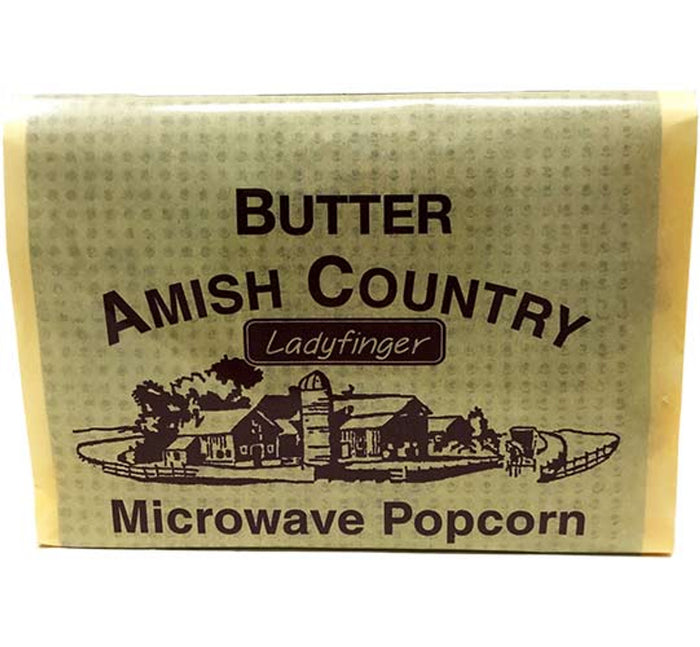 BUTTER
AMISH COUNTRY
Ladyfinger
Microwave Popcorn